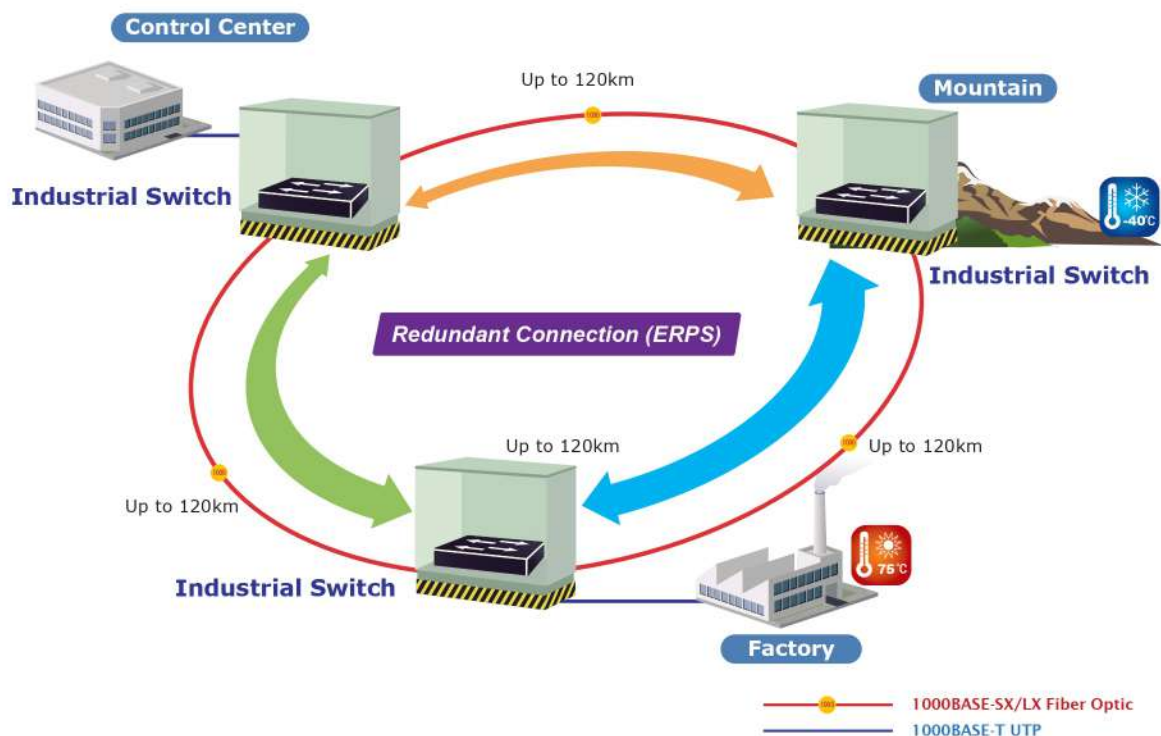 Control Center
Up to 120km
Mountain
Industrial Switch
-40℃
Industrial Switch
Redundant Connection (ERPS)
Up to 120km
Up to 120km
Up to 120km
75℃
Industrial Switch
Factory
1000BASE-SX/LX Fiber Optic
1000BASE-T UTP